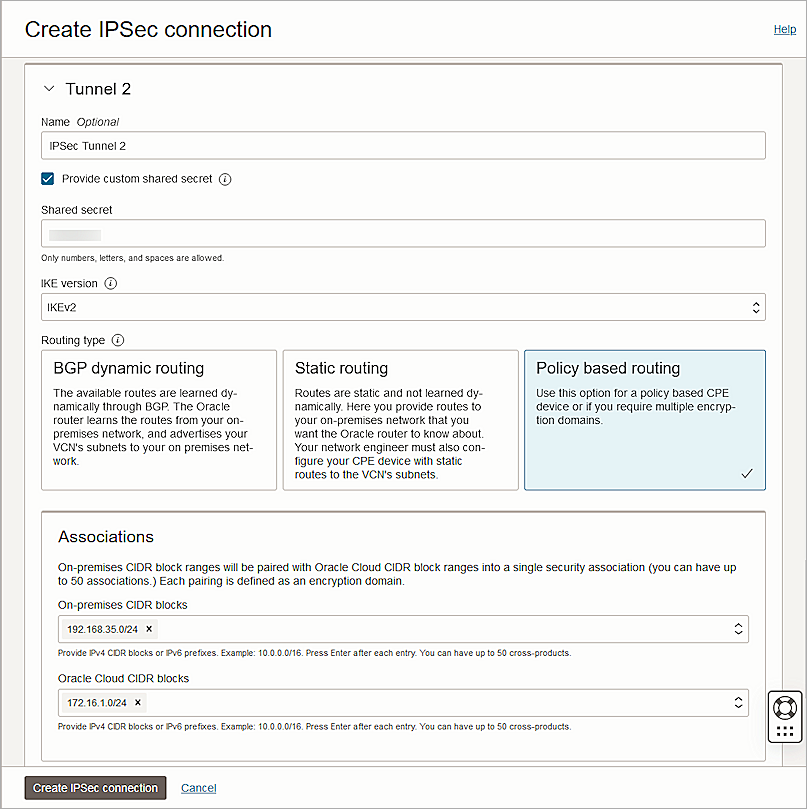 Create IPSec connection
Help
Tunnel 2
Name Optional
IPSec Tunnel 2
Provide custom shared secret
Shared secret
Only numbers, letters, and spaces are allowed.
IKE version
IKEv2
Routing type
BGP dynamic routing
The available routes are learned dy-
namically through BGP. The Oracle
router learns the routes from your on-
premises network, and advertises your
VCN's subnets to your on premises net-
work.
Static routing
Routes are static and not learned dy-
namically. Here you provide routes to
your on-premises network that you
want the Oracle router to know about.
Your network engineer must also con-
figure your CPE device with static
routes to the VCN's subnets.
Policy based routing
Use this option for a policy based CPE
device or if you require multiple encryp-
tion domains.
Associations
On-premises CIDR block ranges will be paired with Oracle Cloud CIDR block ranges into a single security association (you can have up
to 50 associations.) Each pairing is defined as an encryption domain.
On-premises CIDR blocks
192.168.35.0/24 ×
Provide IPv4 CIDR blocks or IPv6 prefixes. Example: 10.0.0.0/16. Press Enter after each entry. You can have up to 50 cross-products.
Oracle Cloud CIDR blocks
172.16.1.0/24 ×
Provide IPv4 CIDR blocks or IPv6 prefixes. Example: 10.0.0.0/16. Press Enter after each entry. You can have up to 50 cross-products.
Create IPSec connection
Cancel